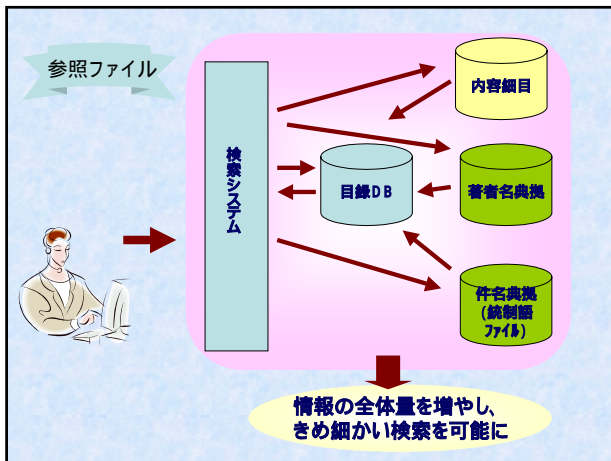 参照ファイル
内容細目
検索システム
目録DB
著者名典拠
件名典拠
(統制語
ファイル)
情報の全体量を増やし、
きめ細かい検索を可能に